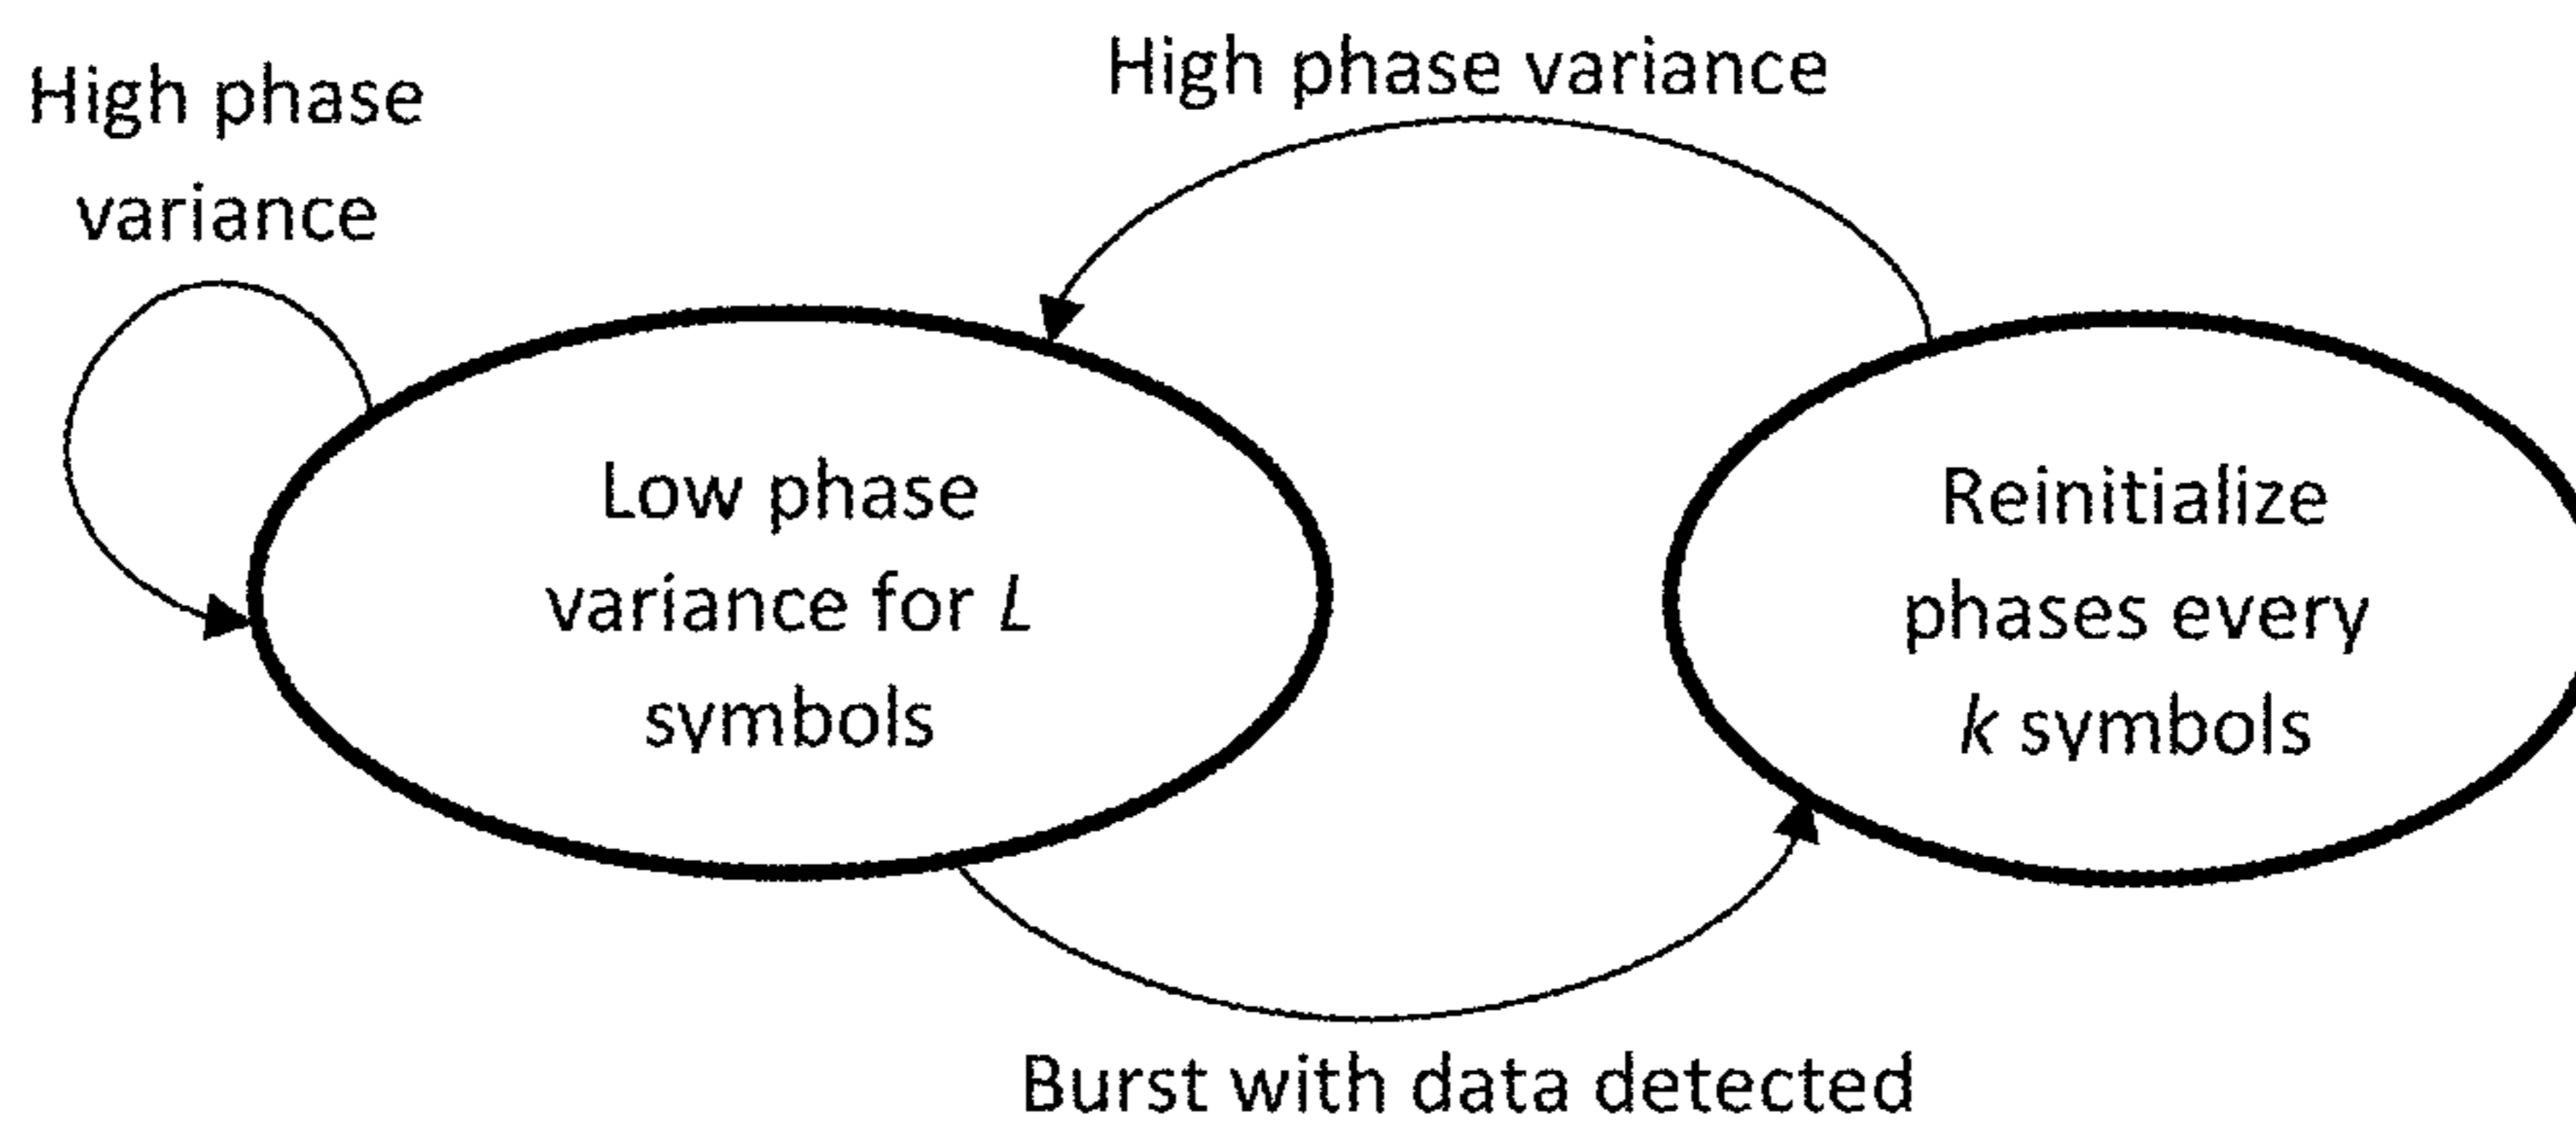 High phase variance
High phase
variance
Low phase
variance for L
symbols
Reinitialize
phases every
k symbols
Burst with data detected